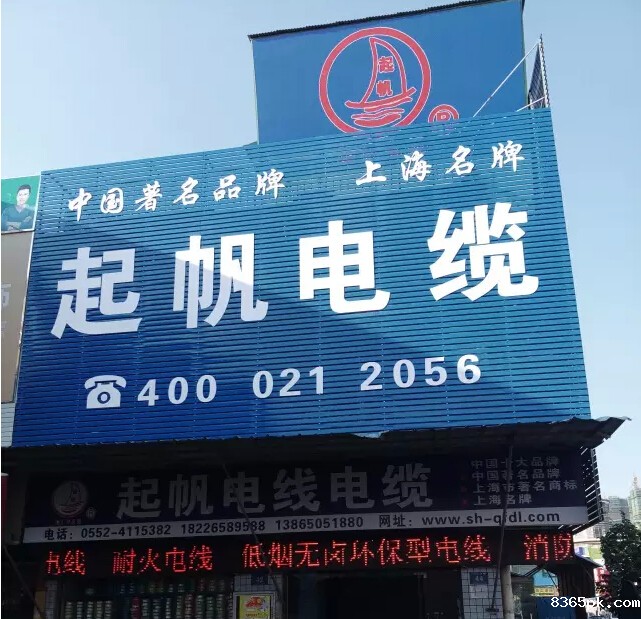 起帆
®
中国著名品牌 上海名牌
起帆电缆
☎400 021 2056
起帆电线电缆
中国十大品牌
中国著名品牌
上海市著名商标
上海名牌
电话：0552-4115382 18226589588 13865051880 网址：www.sh-qfdl.com
电线 耐火电线 低烟无卤环保型电线 消防
8365pk.com